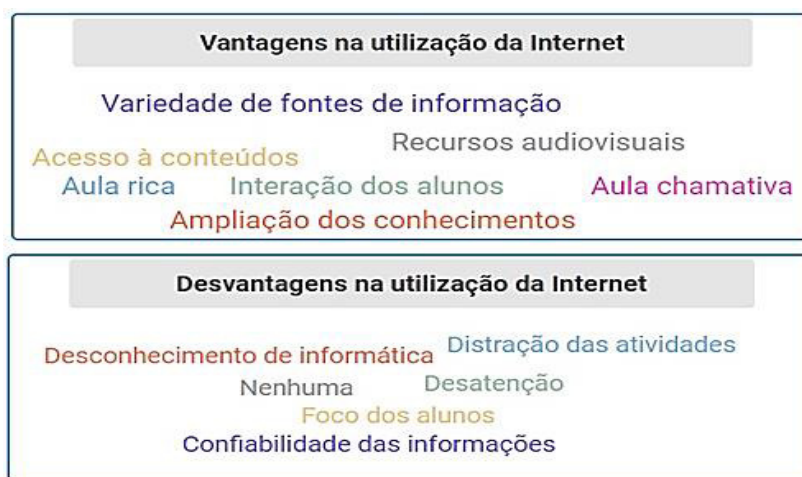 Vantagens na utilização da Internet
Variedade de fontes de informação
Recursos audiovisuais
Acesso à conteúdos
Aula rica
Interação dos alunos
Aula chamativa
Ampliação dos conhecimentos
Desvantagens na utilização da Internet
Distração das atividades
Desconhecimento de informática
Nenhuma
Desatenção
Foco dos alunos
Confiabilidade das informações